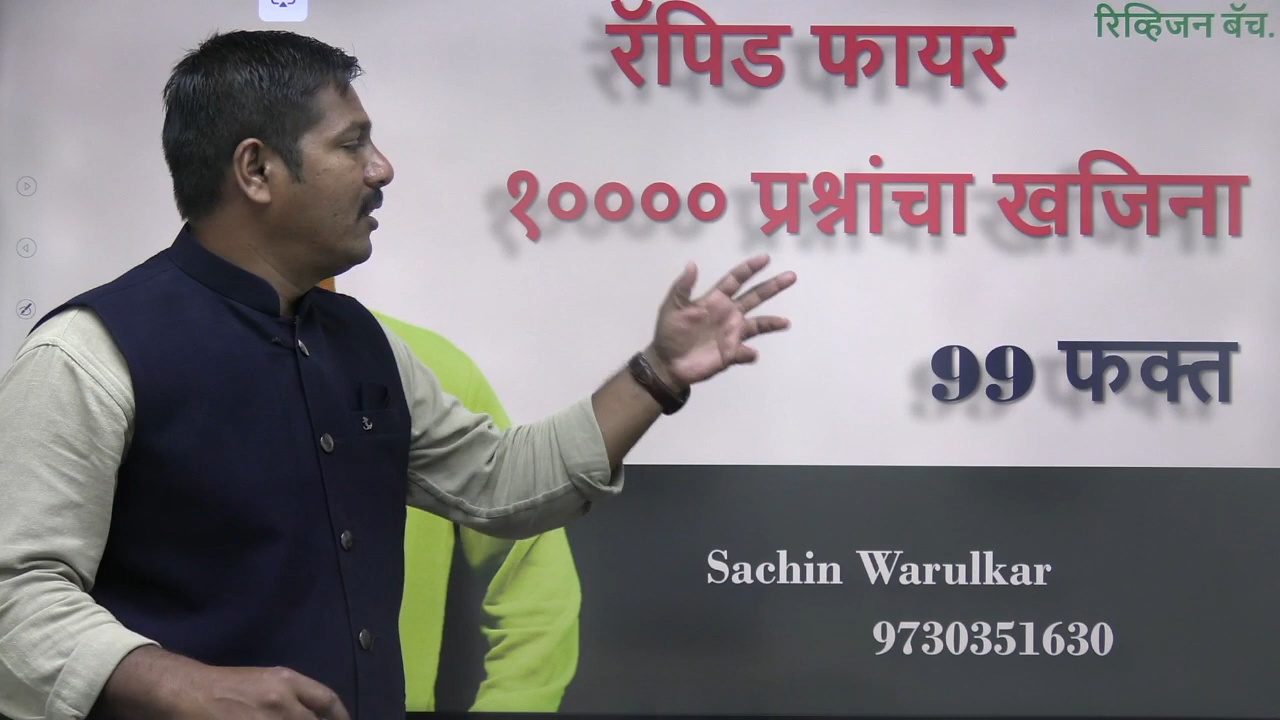 रिव्हिजन बॅच.
रॅपिड फायर
१०००० प्रश्नांचा खजिना
99 फक्त
Sachin Warulkar
9730351630